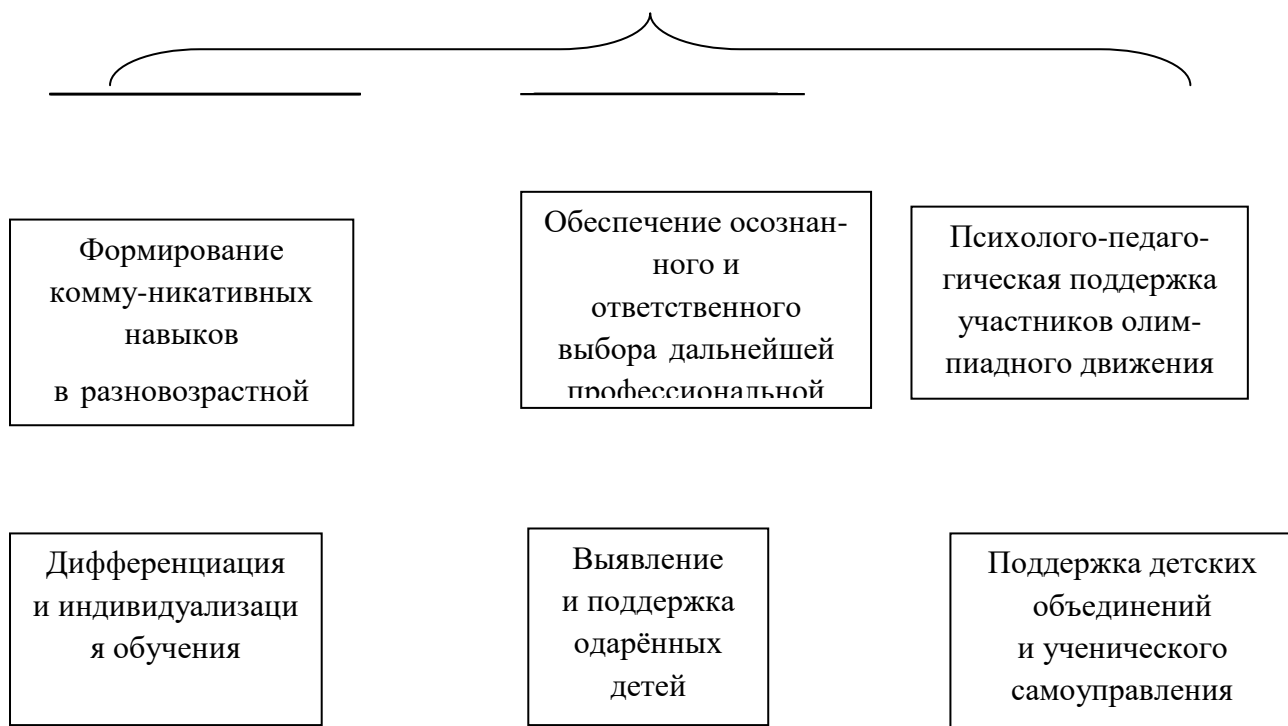 Формирование
комму-никативных
навыков
в разновозрастной
Обеспечение осознан-
ного и
ответственного
выбора дальнейшей
профессиональной
Психолого-педаго-
гическая поддержка
участников олим-
пиадного движения
Дифференциация
и индивидуализаци
я обучения
Выявление
и поддержка
одарённых
детей
Поддержка детских
объединений
и ученического
самоуправления